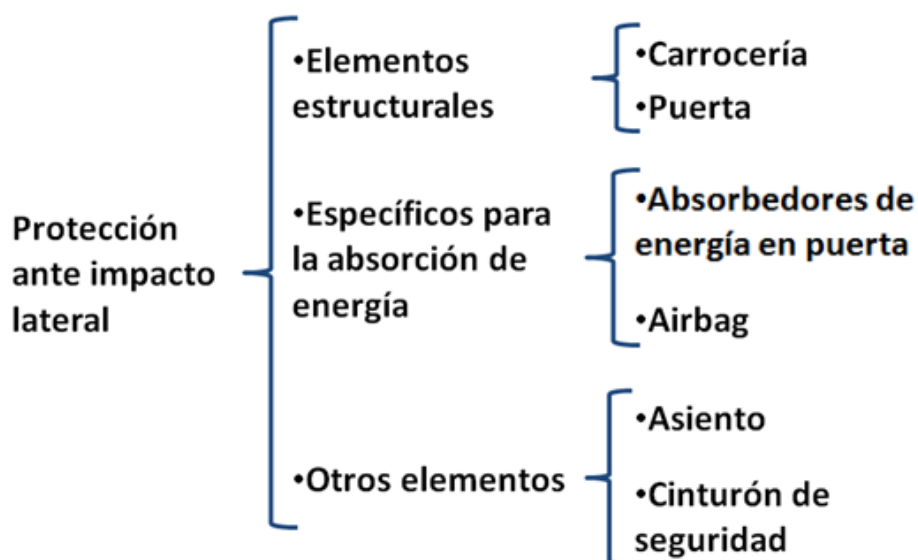 Protección
ante impacto
lateral
•Elementos
estructurales
•Carrocería
•Puerta
•Específicos para
la absorción de
energía
•Absorbedores de
energía en puerta
•Airbag
•Otros elementos
•Asiento
•Cinturón de
seguridad